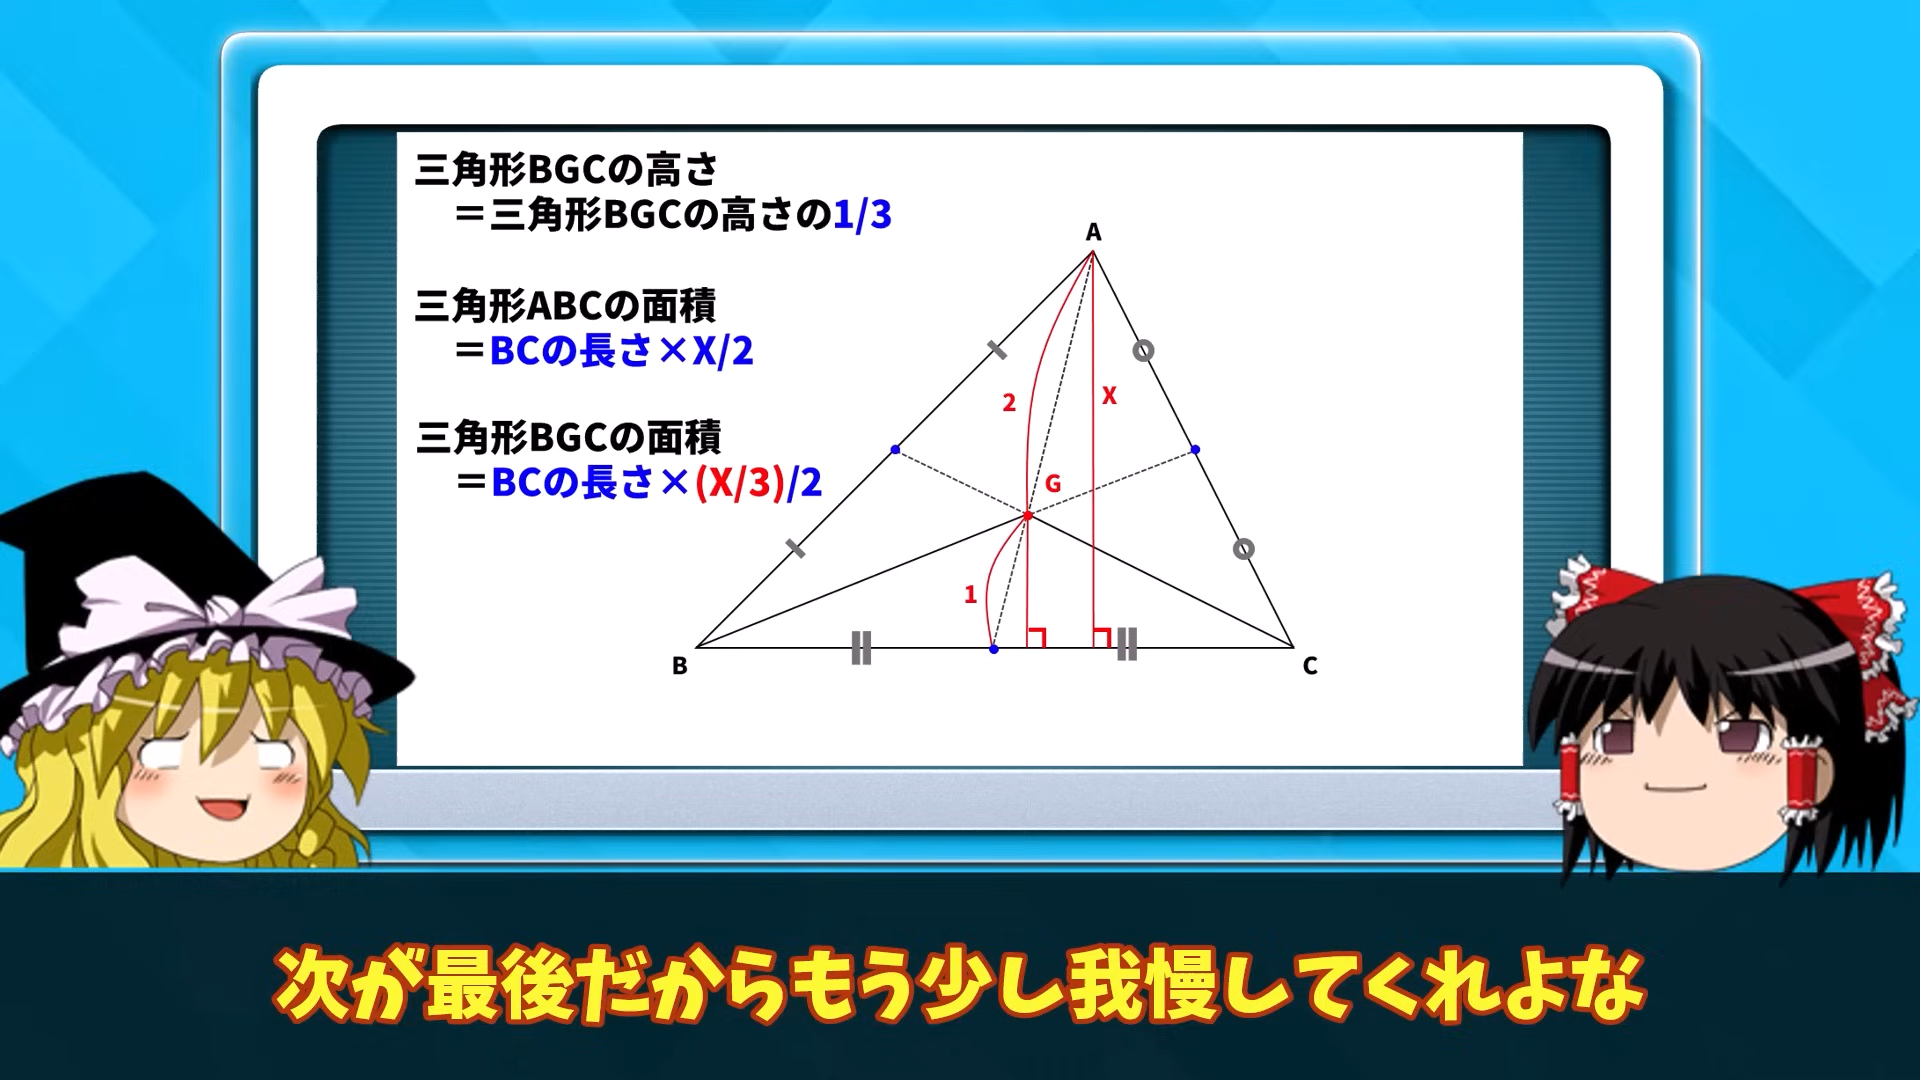 三角形BGCの高さ
＝三角形BGCの高さの1/3
三角形ABCの面積
＝BCの長さ×X/2
三角形BGCの面積
＝BCの長さ×(X/3)/2
A
X
2
G
1
B
C
次が最後だからもう少し我慢してくれよな